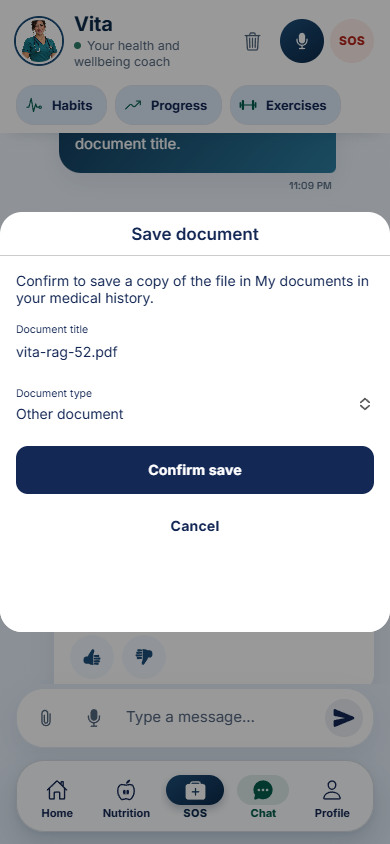 Vita
Your health and
wellbeing coach
SOS
Habits
Progress
Exercises
document title.
11:09 PM
Save document
Confirm to save a copy of the file in My documents in
your medical history.
Document title
vita-rag-52.pdf
Document type
Other document
Confirm save
Cancel
Type a message...
Home
Nutrition
SOS
Chat
Profile